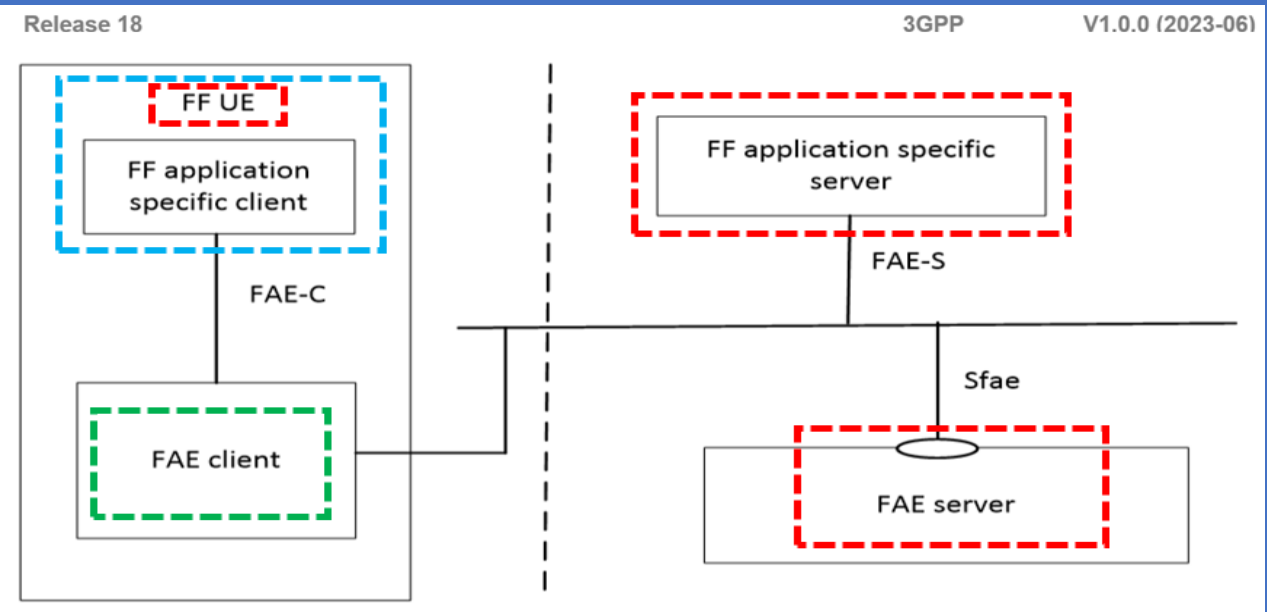 Release 18 3GPP V1.0.0 (2023-06)
FF UE
FF application
specific client
FAE-C
FAE client
FF application specific
server
FAE-S
Sfae
FAE server